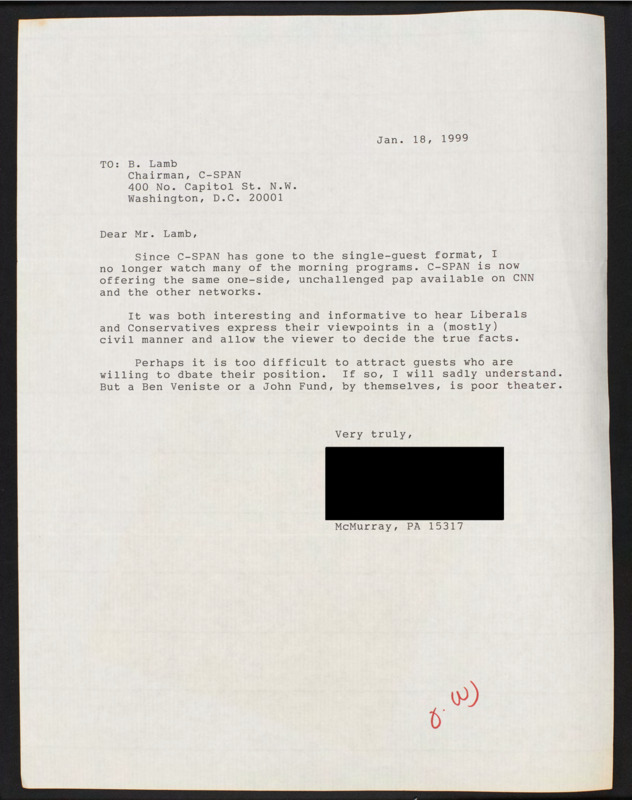 Jan. 18, 1999
TO: B. Lamb
Chairman, C-SPAN
400 No. Capitol St. N.W.
Washington, D.C. 20001
Dear Mr. Lamb,
Since C-SPAN has gone to the single-guest format, I
no longer watch many of the morning programs. C-SPAN is now
offering the same one-side, unchallenged pap available on CNN
and the other networks.
It was both interesting and informative to hear Liberals
and Conservatives express their viewpoints in a (mostly)
civil manner and allow the viewer to decide the true facts.
Perhaps it is too difficult to attract guests who are
willing to dbate their position. If so, I will sadly understand.
But a Ben Veniste or a John Fund, by themselves, is poor theater.
Very truly,
McMurray, PA 15317